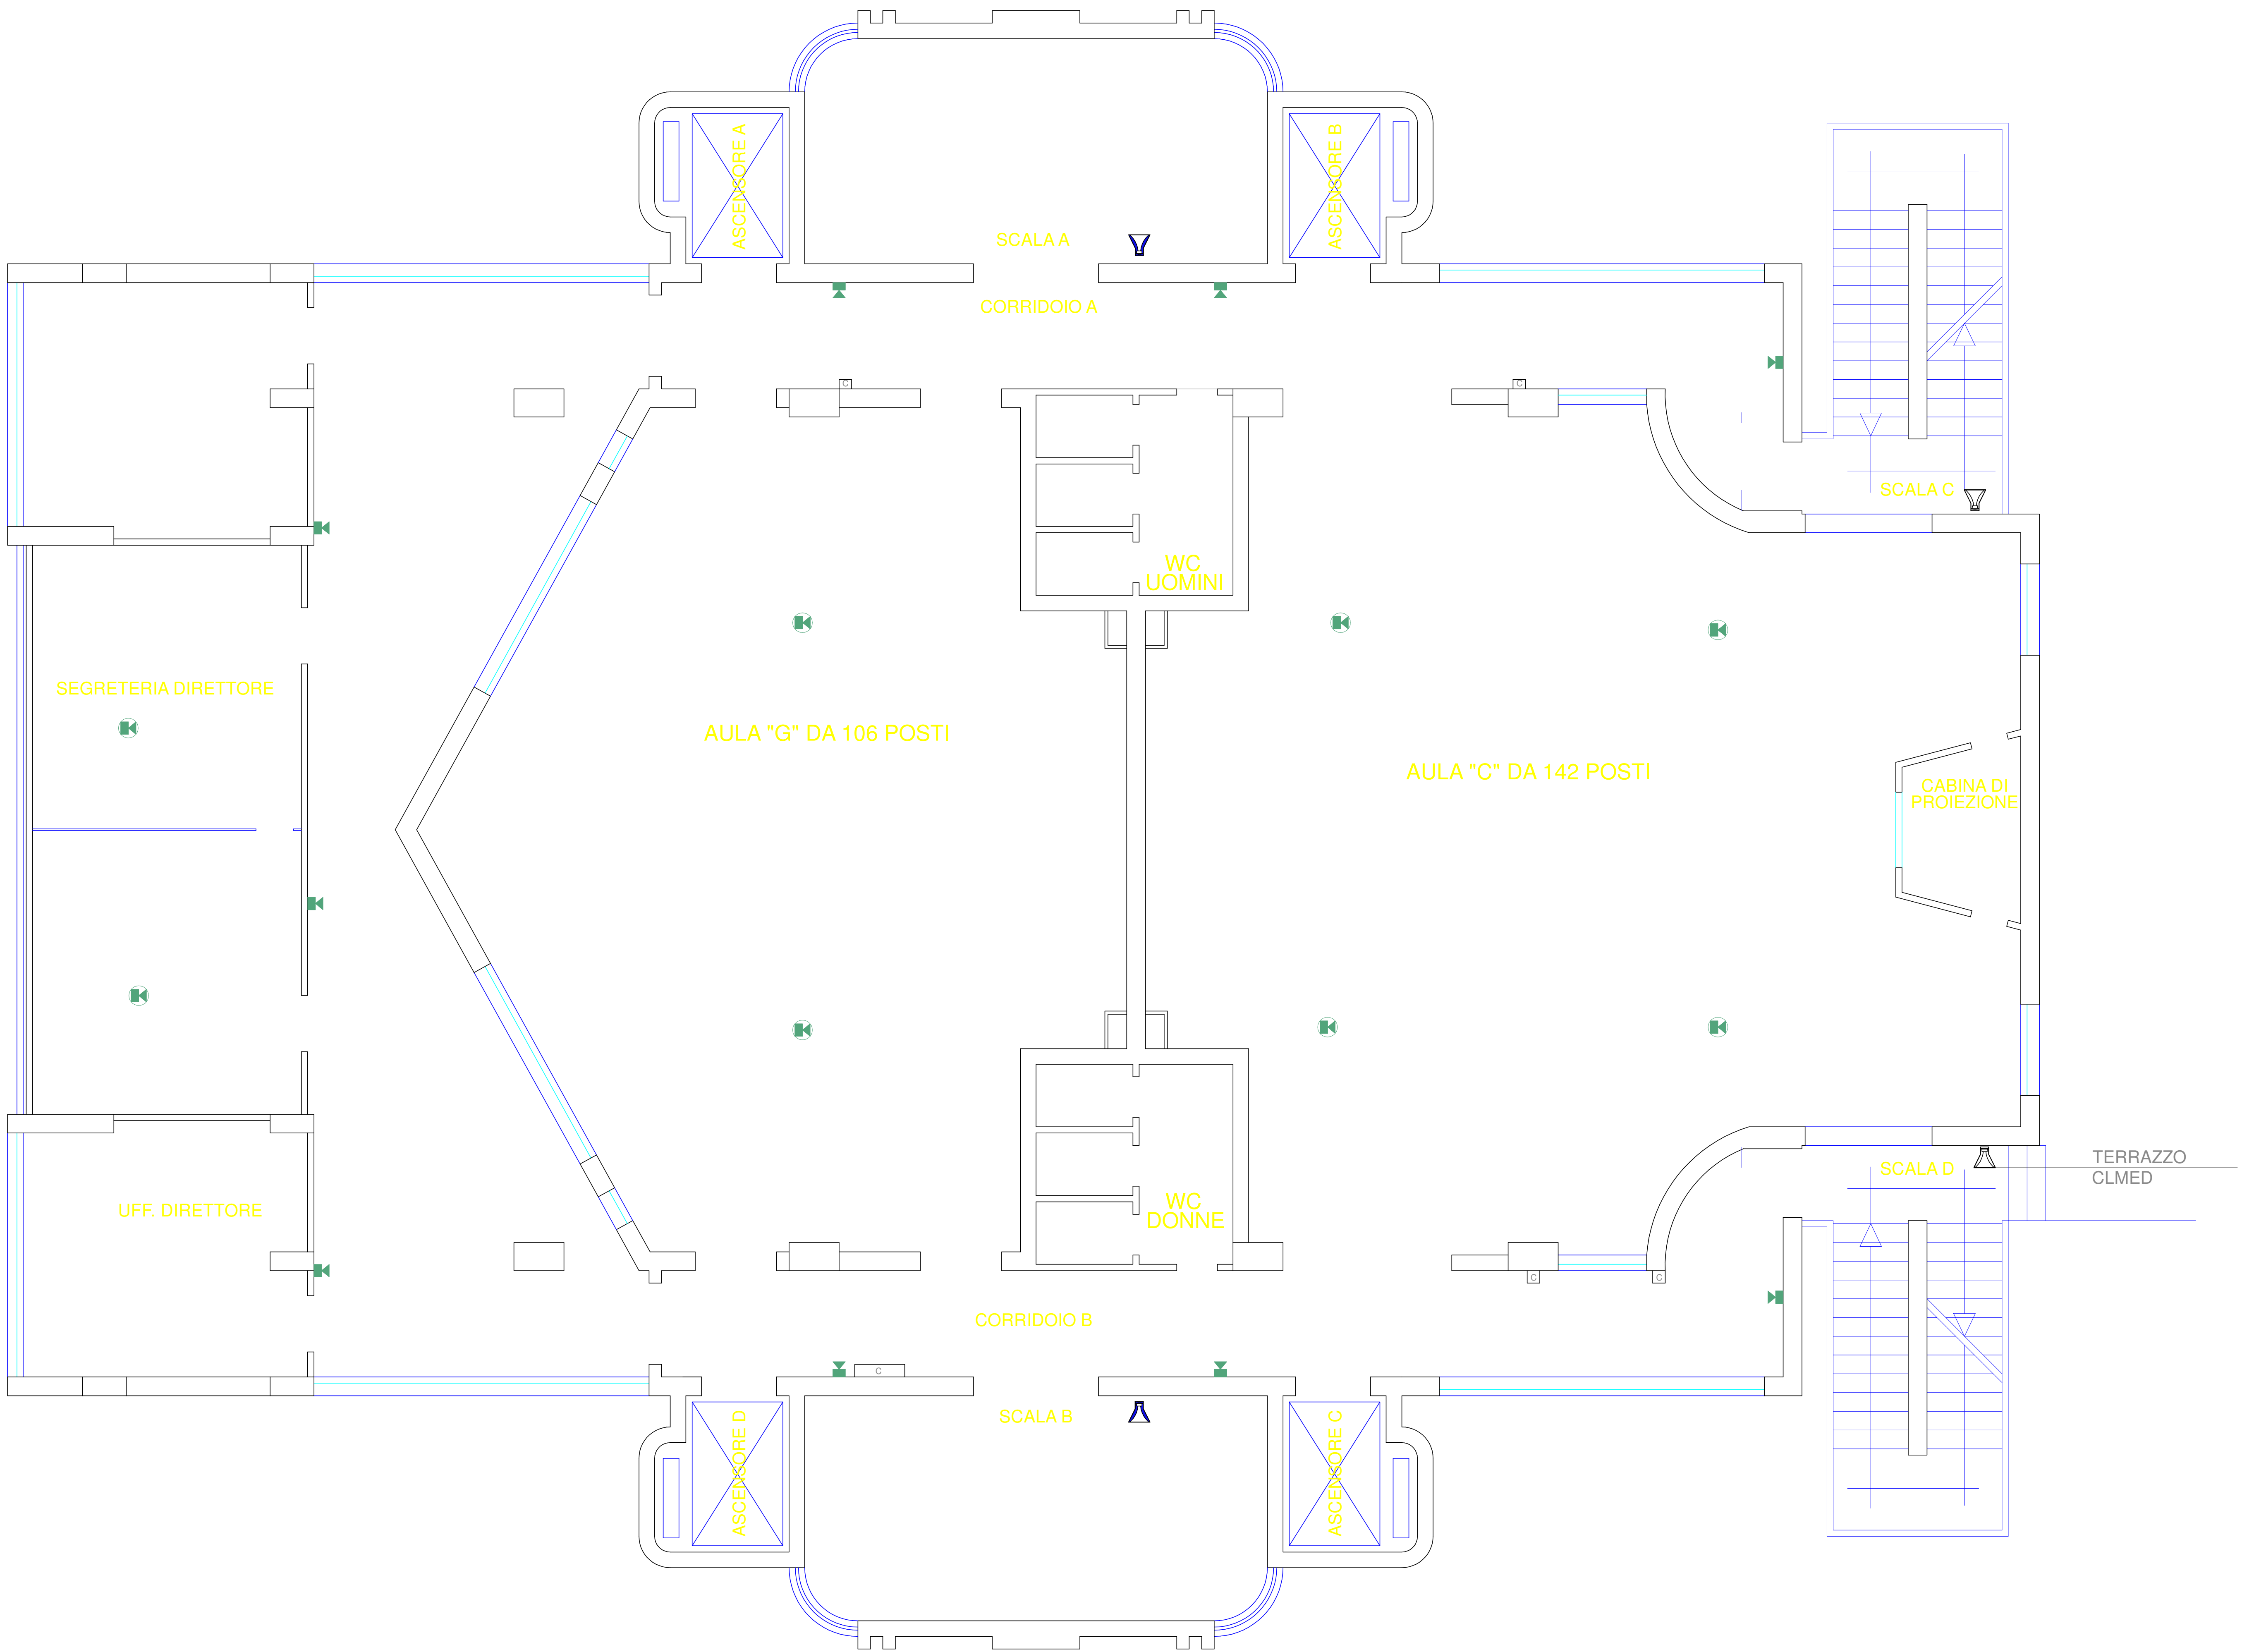 ASCENSORE A
ASCENSORE B
SCALA A
CORRIDOIO A
C
C
SCALA C
WC
UOMINI
SEGRETERIA DIRETTORE
AULA "G" DA 106 POSTI
AULA "C" DA 142 POSTI
CABINA DI
PROIEZIONE
TERRAZZO
CLMED
SCALA D
UFF. DIRETTORE
WC
DONNE
C
C
CORRIDOIO B
C
SCALA B
ASCENSORE D
ASCENSORE C